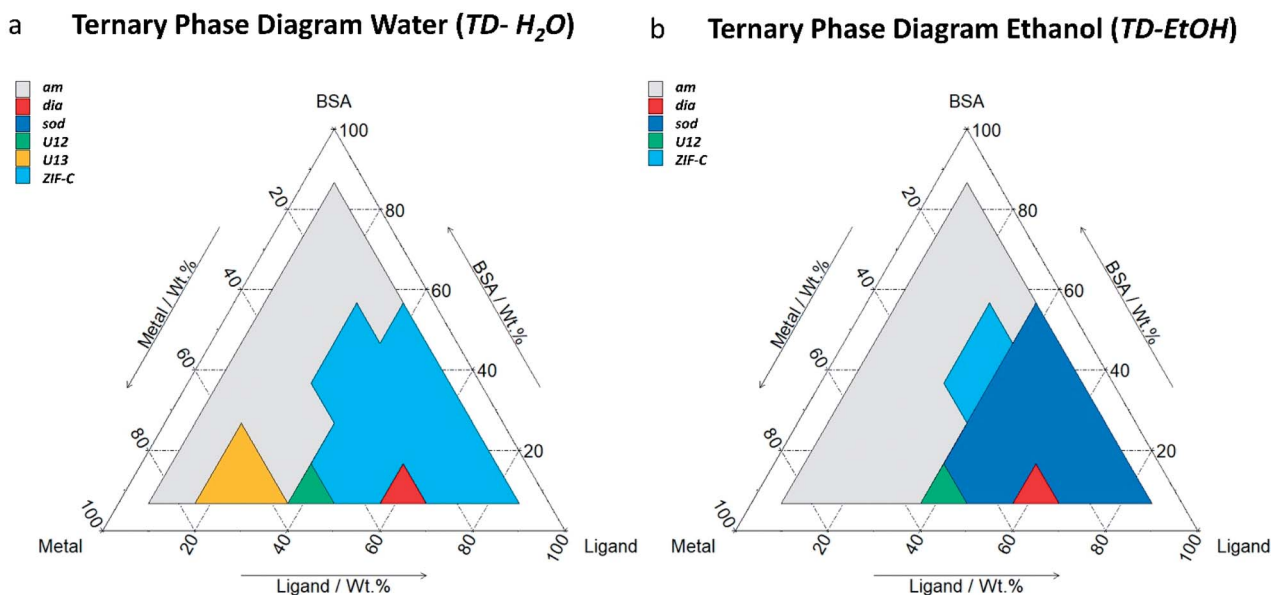 a Ternary Phase Diagram Water (TD- H₂O)
am
dia
sod
U12
U13
ZIF-C
BSA
100
20
80
40
60
60
40
80
20
100
Metal / Wt.%
BSA / Wt.%
Metal
20
40
60
80
100
Ligand
Ligand / Wt.%
b Ternary Phase Diagram Ethanol (TD-EtOH)
am
dia
sod
U12
ZIF-C
BSA
100
20
80
40
60
60
40
80
20
100
Metal / Wt.%
BSA / Wt.%
Metal
20
40
60
80
100
Ligand
Ligand / Wt.%